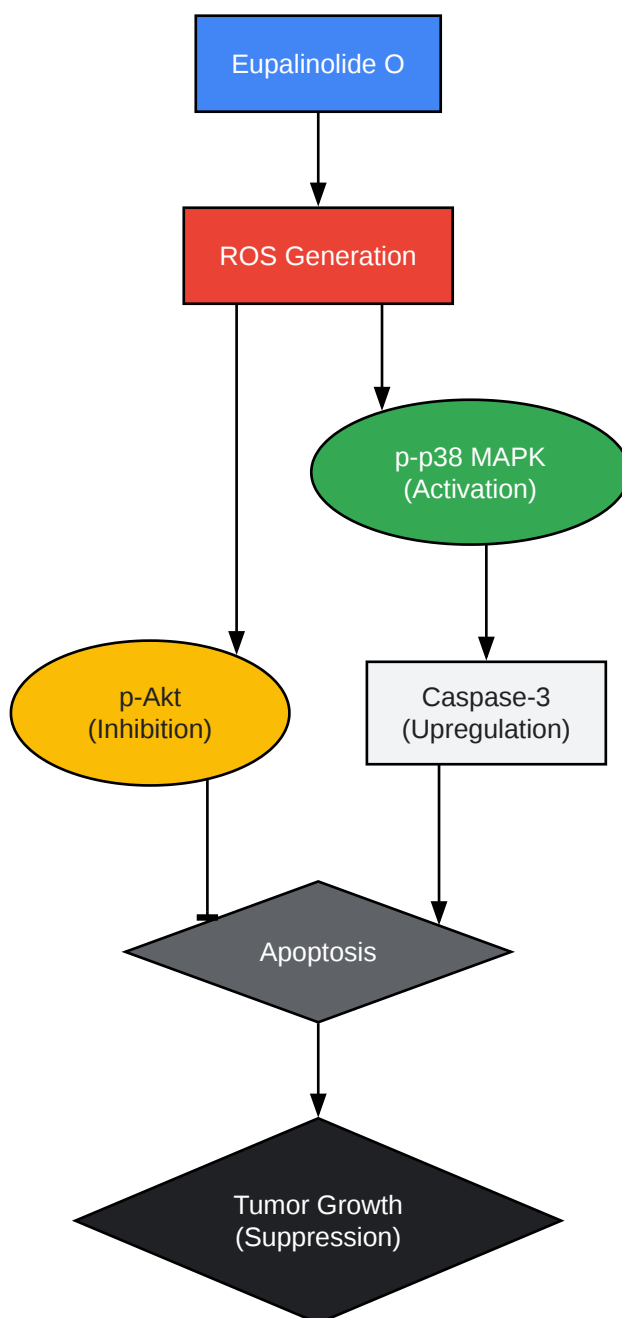 Eupalinolide O
ROS Generation
p-p38 MAPK
(Activation)
p-Akt
(Inhibition)
Caspase-3
(Upregulation)
Apoptosis
Tumor Growth
(Suppression)